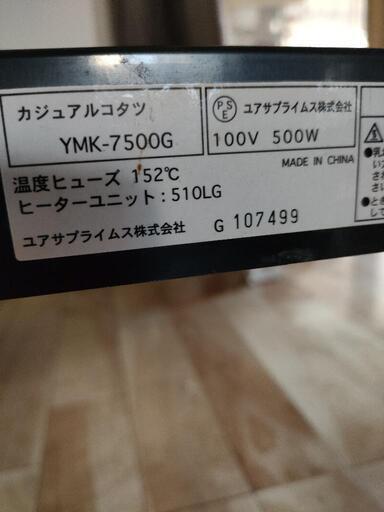 カジュアルコタツ
YMK-7500G
PSE
ユアサプライムス株式会社
100V 500W
MADE IN CHINA
温度ヒューズ 152℃
ヒーターユニット：510LG
ユアサプライムス株式会社
G 107499